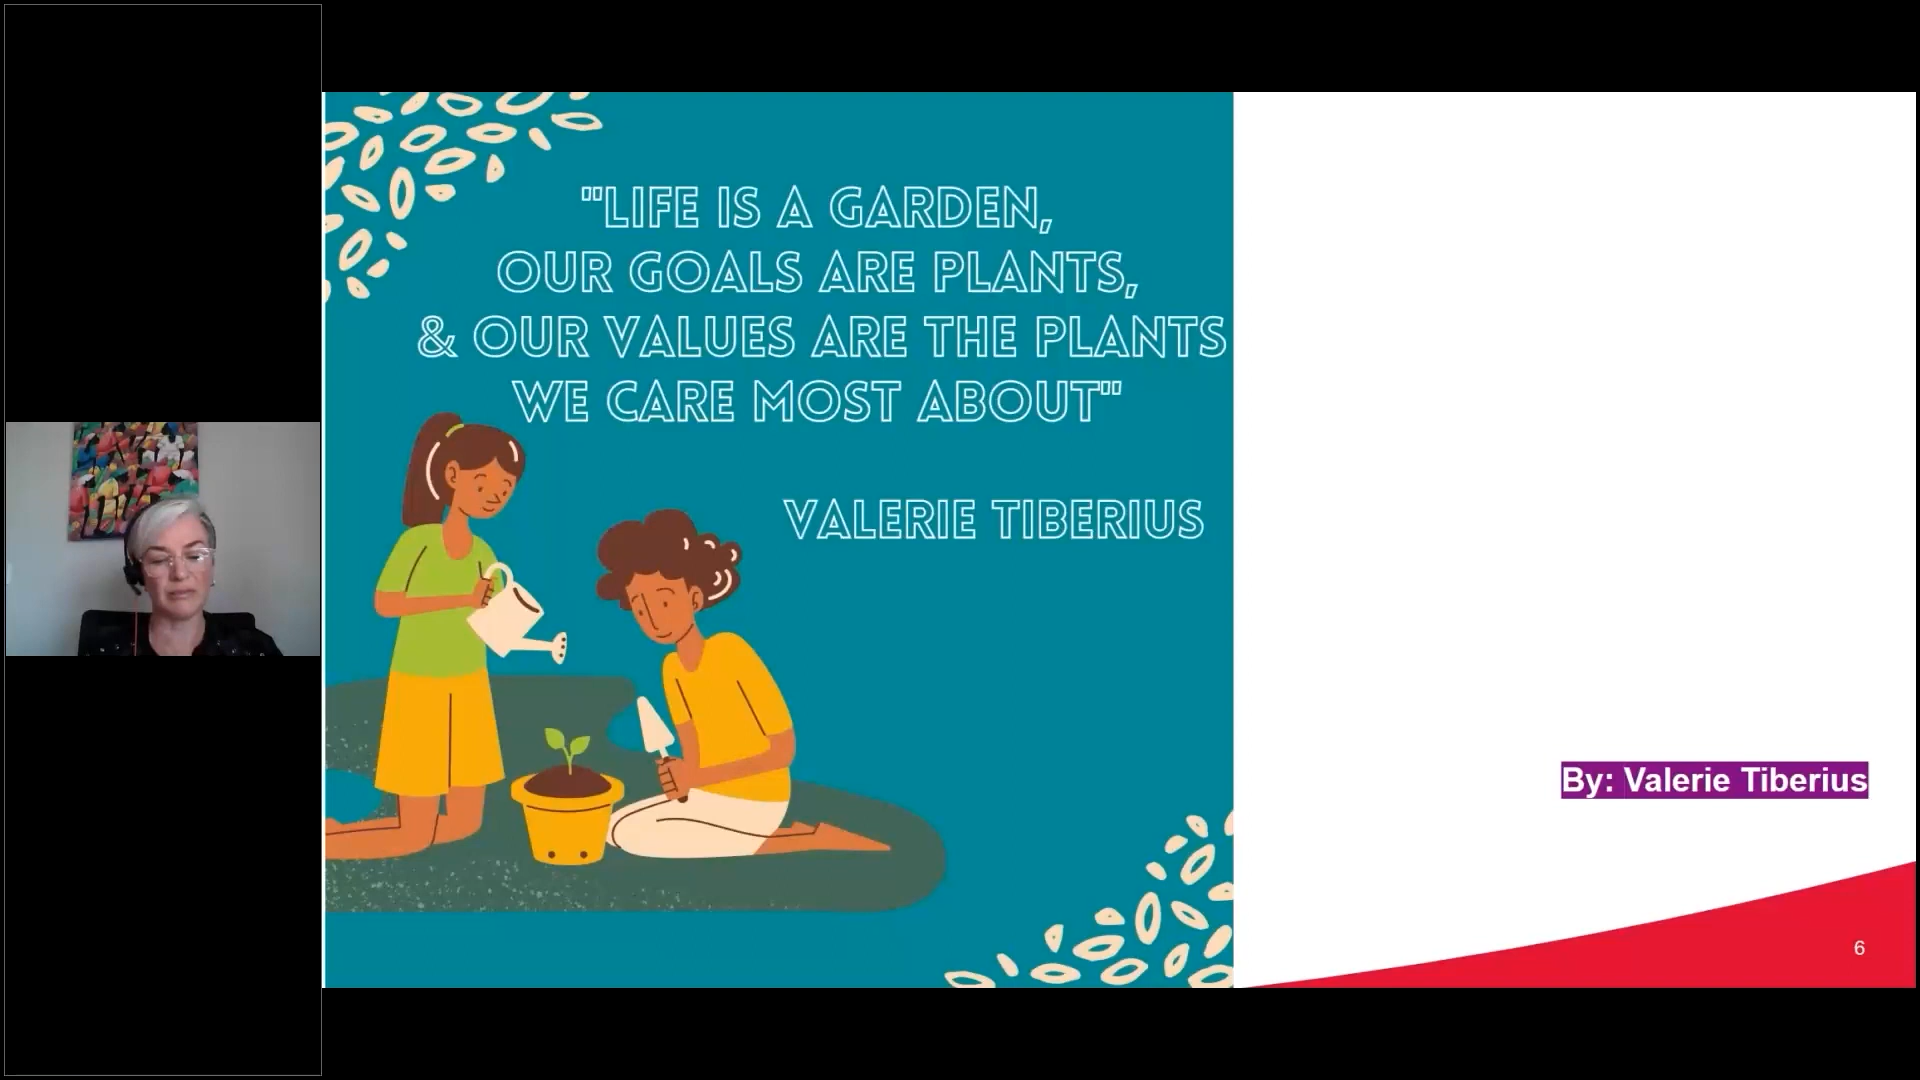 "LIFE IS A GARDEN,
OUR GOALS ARE PLANTS,
& OUR VALUES ARE THE PLANTS
WE CARE MOST ABOUT"
VALERIE TIBERIUS
By: Valerie Tiberius
6